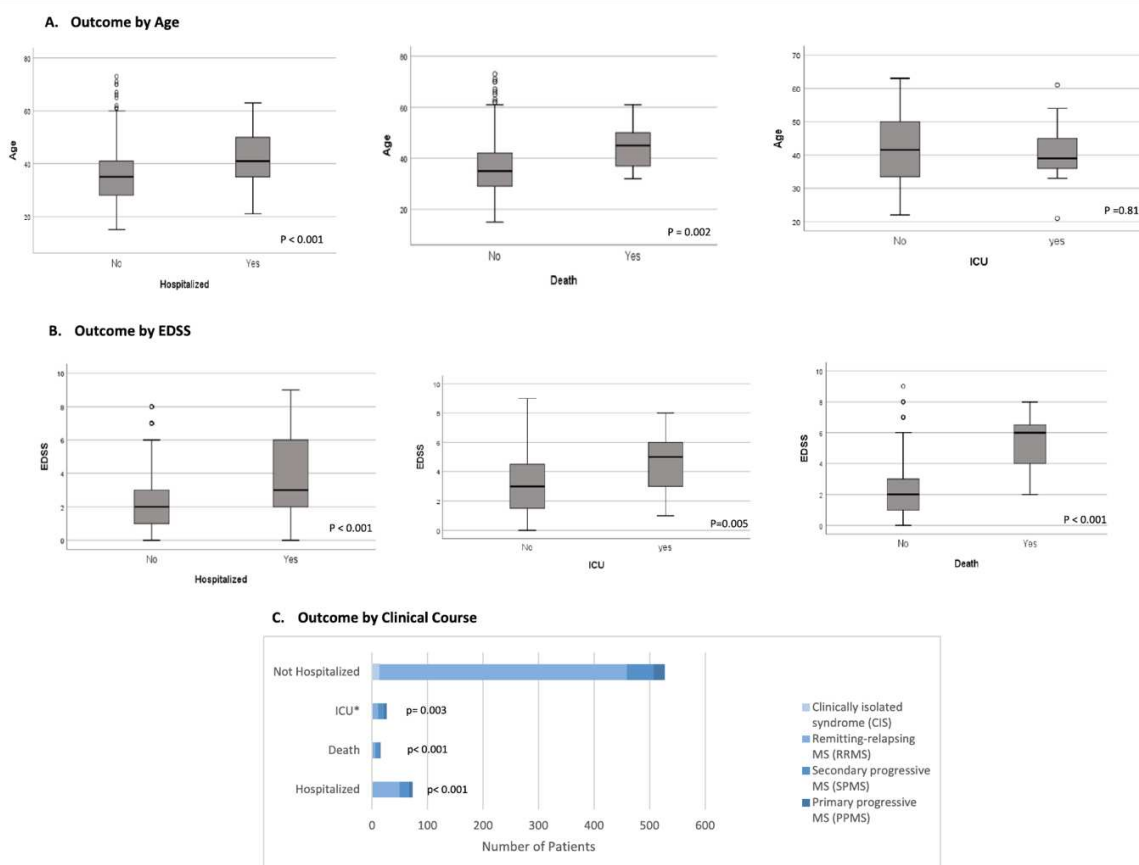 A. Outcome by Age
80
60
40
20
Age
No
Yes
Hospitalized
P < 0.001
80
60
40
20
Age
No
Yes
Death
P = 0.002
70
60
50
40
30
20
Age
No
yes
ICU
P =0.81
B. Outcome by EDSS
10
8
6
4
2
0
EDSS
No
Yes
Hospitalized
P < 0.001
10
8
6
4
2
0
EDSS
No
yes
ICU
P=0.005
10
8
6
4
2
0
EDSS
No
Yes
Death
P < 0.001
C. Outcome by Clinical Course
Not Hospitalized
ICU* p= 0.003
Death p< 0.001
Hospitalized p< 0.001
0 100 200 300 400 500 600
Number of Patients
Clinically isolated
syndrome (CIS)
Remitting-relapsing
MS (RRMS)
Secondary progressive
MS (SPMS)
Primary progressive
MS (PPMS)